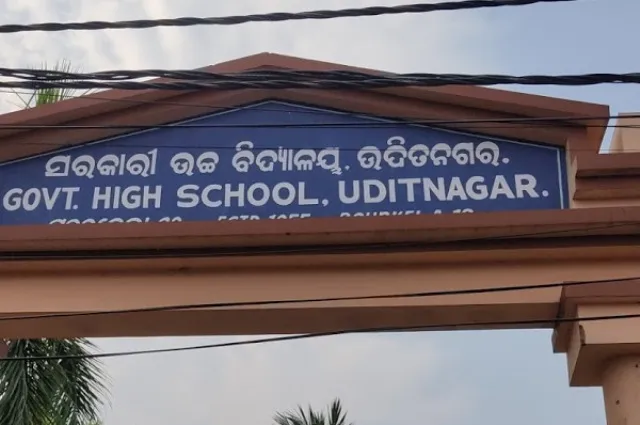 ସରକାରୀ ଉଚ୍ଚ ବିଦ୍ୟାଳୟ, ଉଦିତନଗର.
GOVT. HIGH SCHOOL, UDITNAGAR.